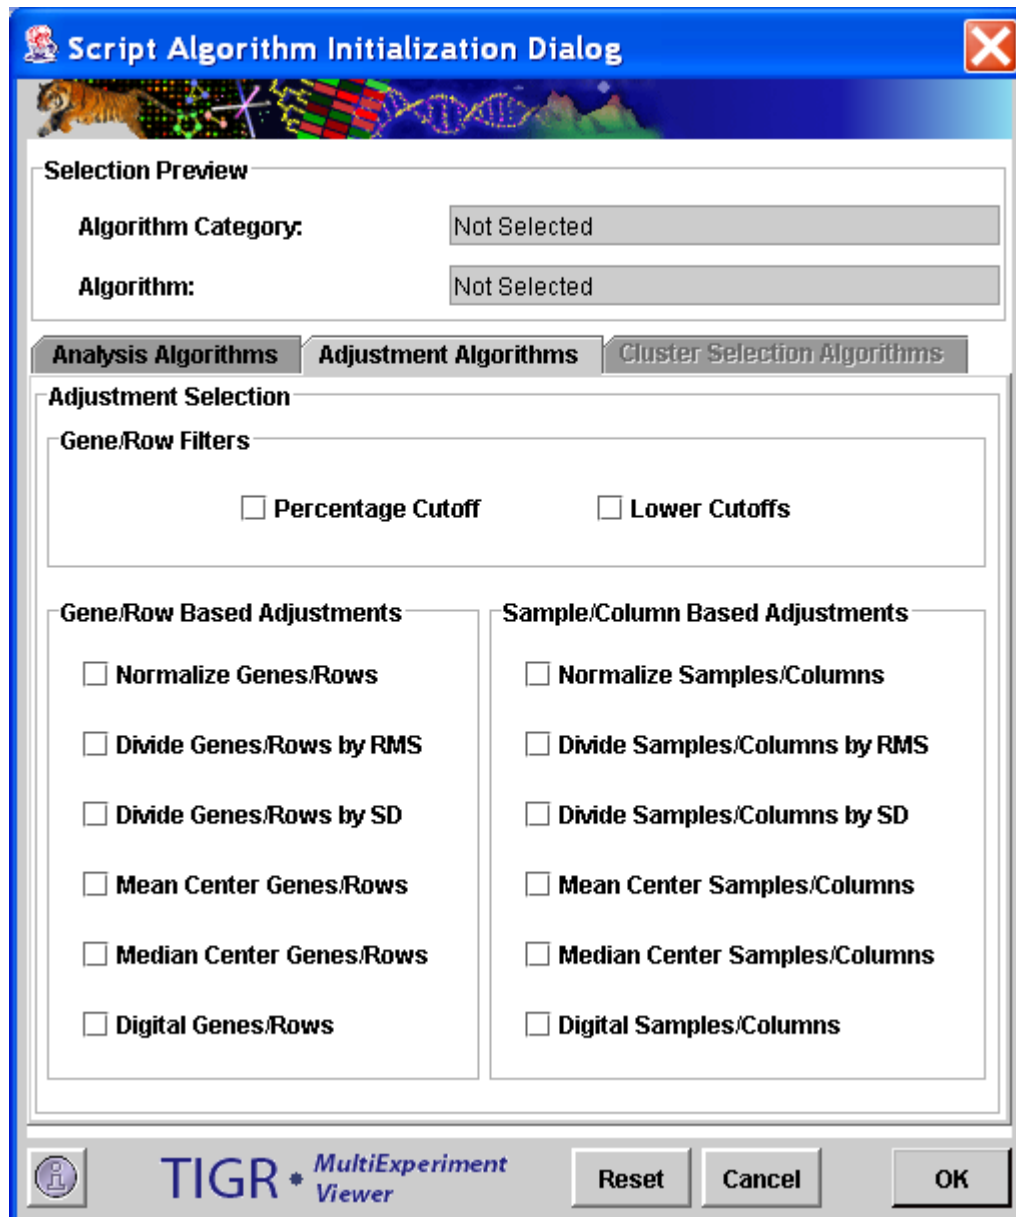 Script Algorithm Initialization Dialog
Selection Preview
Algorithm Category: Not Selected
Algorithm: Not Selected
Analysis Algorithms Adjustment Algorithms Cluster Selection Algorithms
Adjustment Selection
Gene/Row Filters
Percentage Cutoff Lower Cutoffs
Gene/Row Based Adjustments Sample/Column Based Adjustments
Normalize Genes/Rows Normalize Samples/Columns
Divide Genes/Rows by RMS Divide Samples/Columns by RMS
Divide Genes/Rows by SD Divide Samples/Columns by SD
Mean Center Genes/Rows Mean Center Samples/Columns
Median Center Genes/Rows Median Center Samples/Columns
Digital Genes/Rows Digital Samples/Columns
TIGR • MultiExperiment Viewer Reset Cancel OK